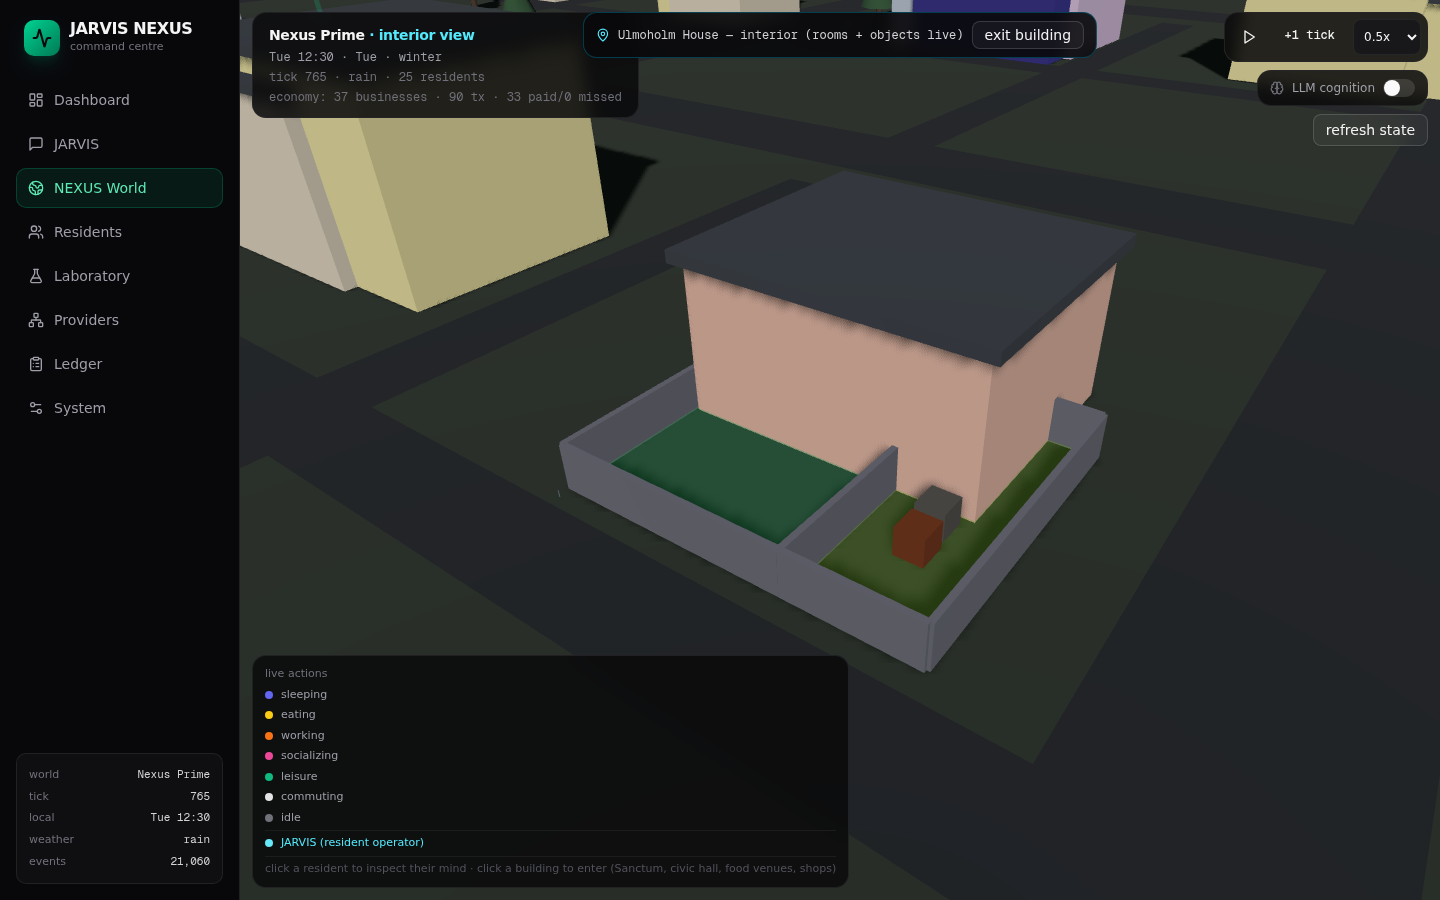 JARVIS NEXUS
command centre
Dashboard
JARVIS
NEXUS World
Residents
Laboratory
Providers
Ledger
System
world Nexus Prime
tick 765
local Tue 12:30
weather rain
events 21,060
Nexus Prime · interior view
Tue 12:30 · Tue · winter
tick 765 · rain · 25 residents
economy: 37 businesses · 90 tx · 33 paid/0 missed
Ulmoholm House — interior (rooms + objects live) exit building
+1 tick 0.5x
LLM cognition
refresh state
live actions
sleeping
eating
working
socializing
leisure
commuting
idle
JARVIS (resident operator)
click a resident to inspect their mind · click a building to enter (Sanctum, civic hall, food venues, shops)